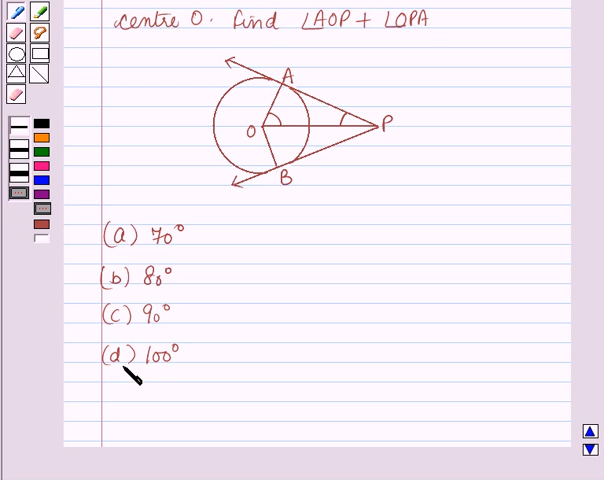 centre O. Find ∠AOP + ∠OPA
A
O
P
B
(a) 70°
(b) 80°
(c) 90°
(d) 100°